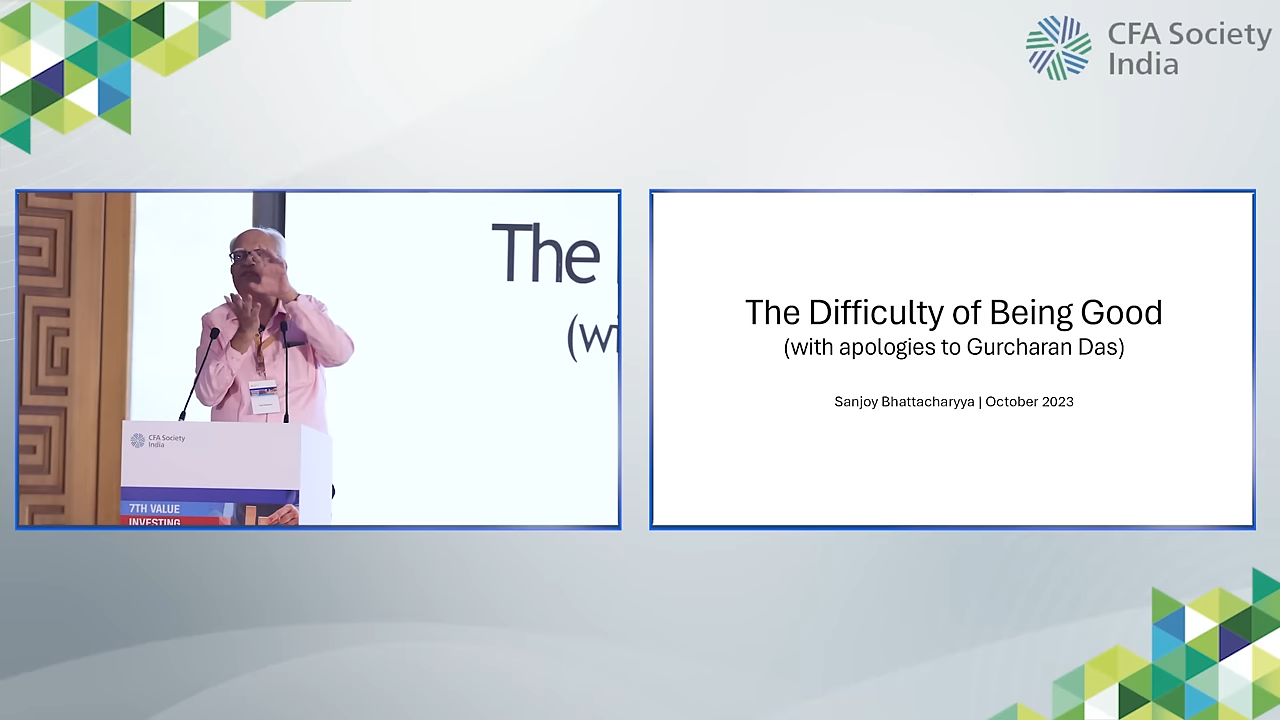 CFA Society
India
The
(wi
CFA Society
India
7TH VALUE
INVESTING
The Difficulty of Being Good
(with apologies to Gurcharan Das)
Sanjoy Bhattacharyya | October 2023